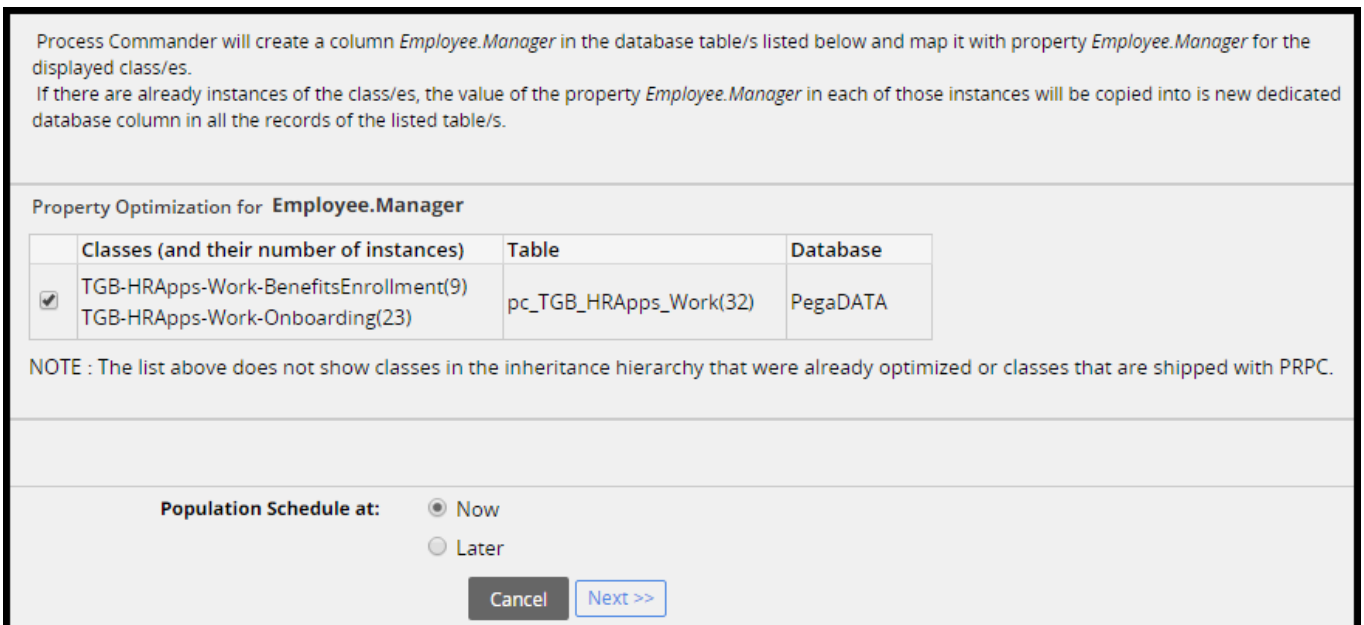 Process Commander will create a column Employee.Manager in the database table/s listed below and map it with property Employee.Manager for the
displayed class/es.
If there are already instances of the class/es, the value of the property Employee.Manager in each of those instances will be copied into is new dedicated
database column in all the records of the listed table/s.
Property Optimization for Employee.Manager
Classes (and their number of instances) Table Database
TGB-HRApps-Work-BenefitsEnrollment(9)
TGB-HRApps-Work-Onboarding(23)
pc_TGB_HRApps_Work(32) PegaDATA
NOTE : The list above does not show classes in the inheritance hierarchy that were already optimized or classes that are shipped with PRPC.
Population Schedule at: Now
Later
Cancel Next >>